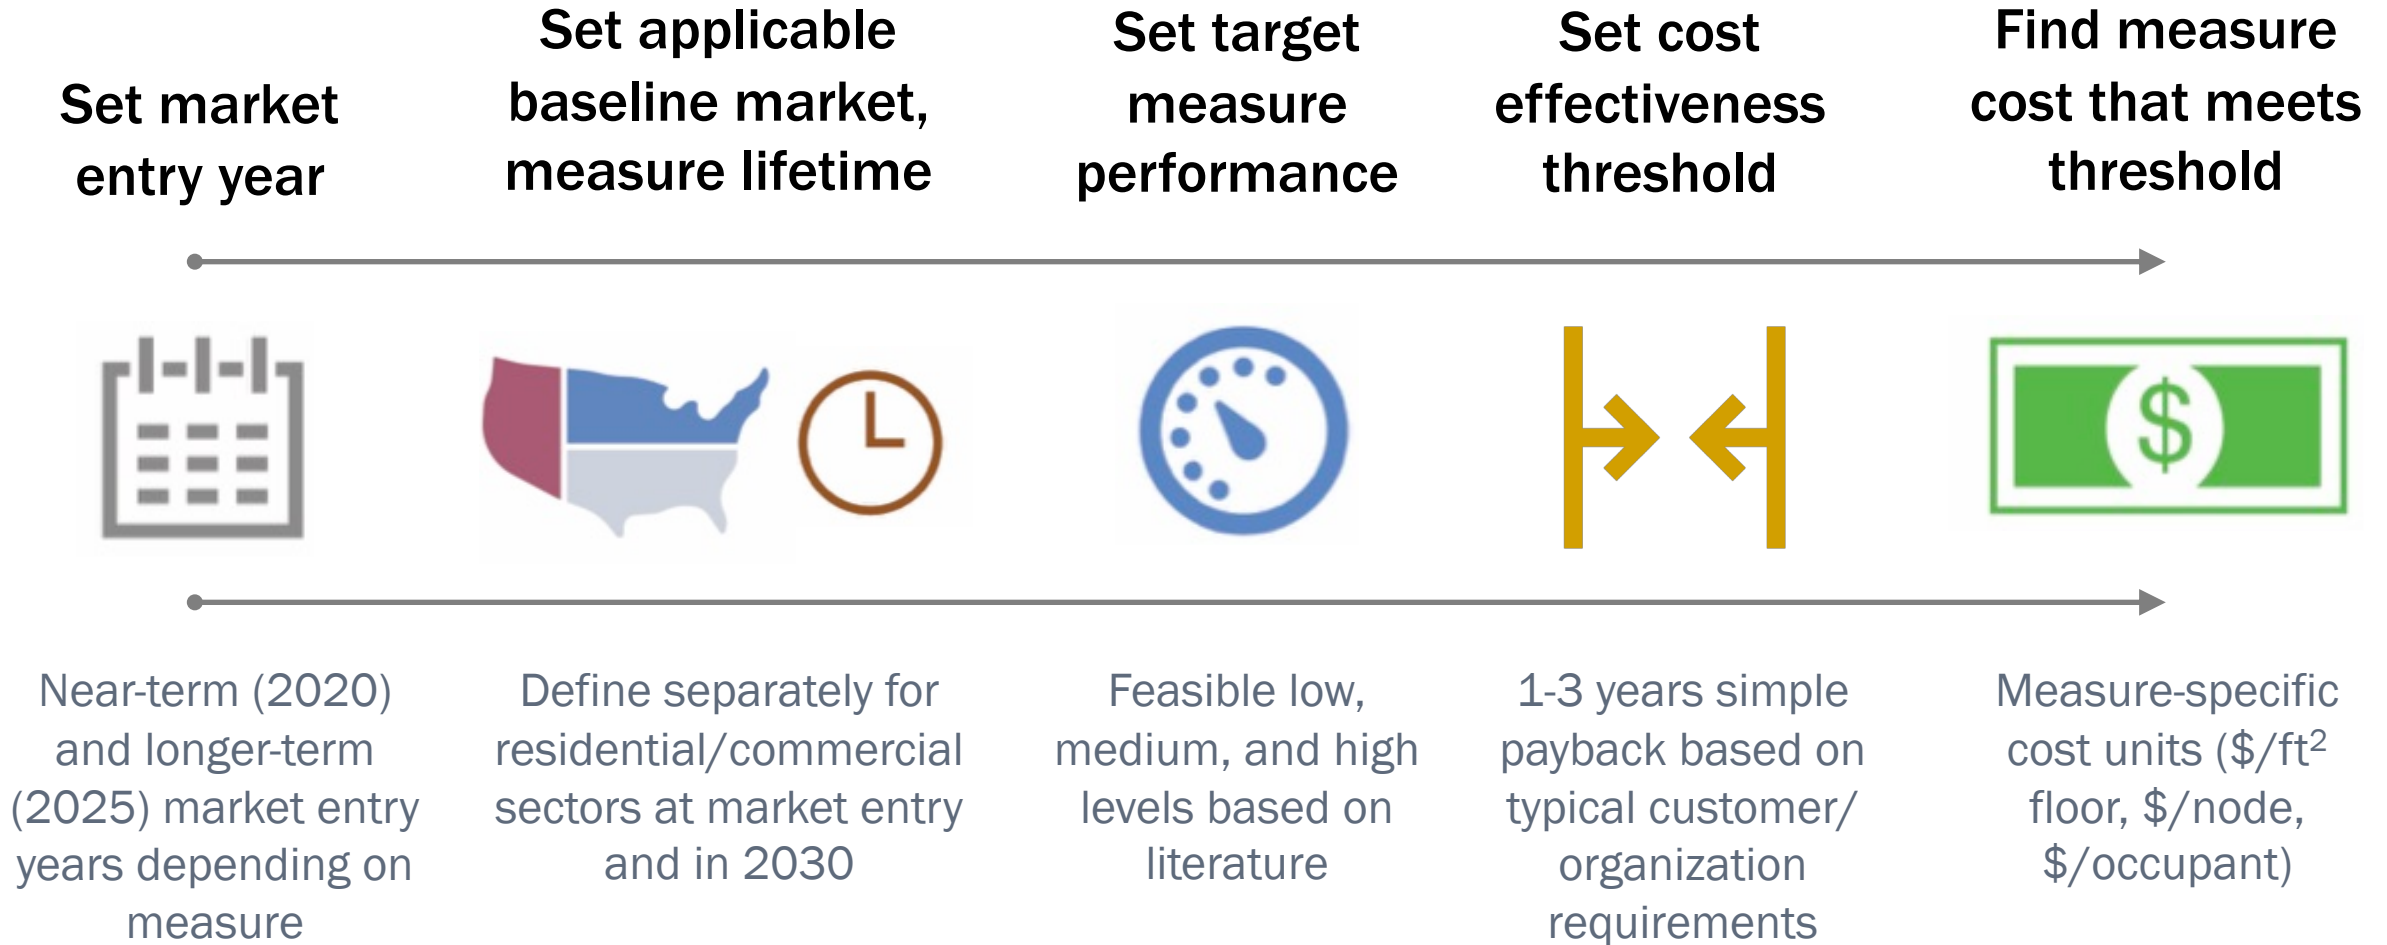 Set market
entry year
Set applicable
baseline market,
measure lifetime
Set target
measure
performance
Set cost
effectiveness
threshold
Find measure
cost that meets
threshold
$
Near-term (2020)
and longer-term
(2025) market entry
years depending on
measure
Define separately for
residential/commercial
sectors at market entry
and in 2030
Feasible low,
medium, and high
levels based on
literature
1-3 years simple
payback based on
typical customer/
organization
requirements
Measure-specific
cost units ($/ft²
floor, $/node,
$/occupant)